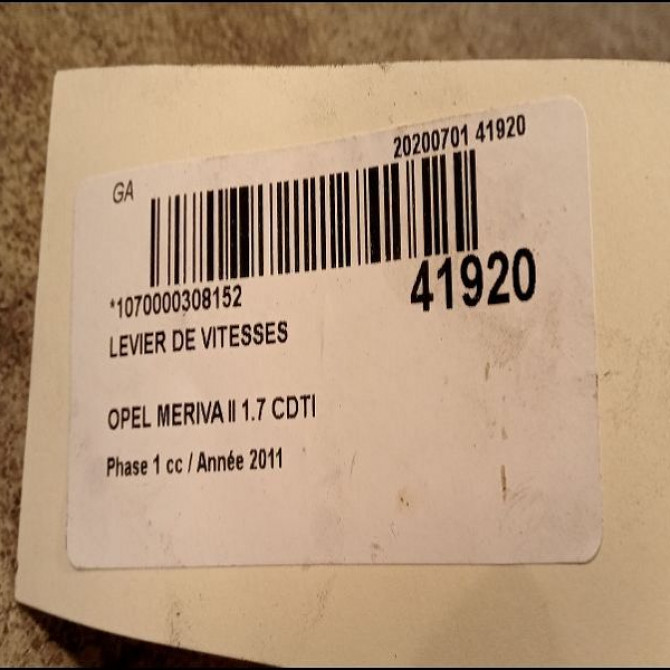 20200701 41920
GA
*1070000308152
41920
LEVIER DE VITESSES
OPEL MERIVA II 1.7 CDTI
Phase 1 cc / Année 2011